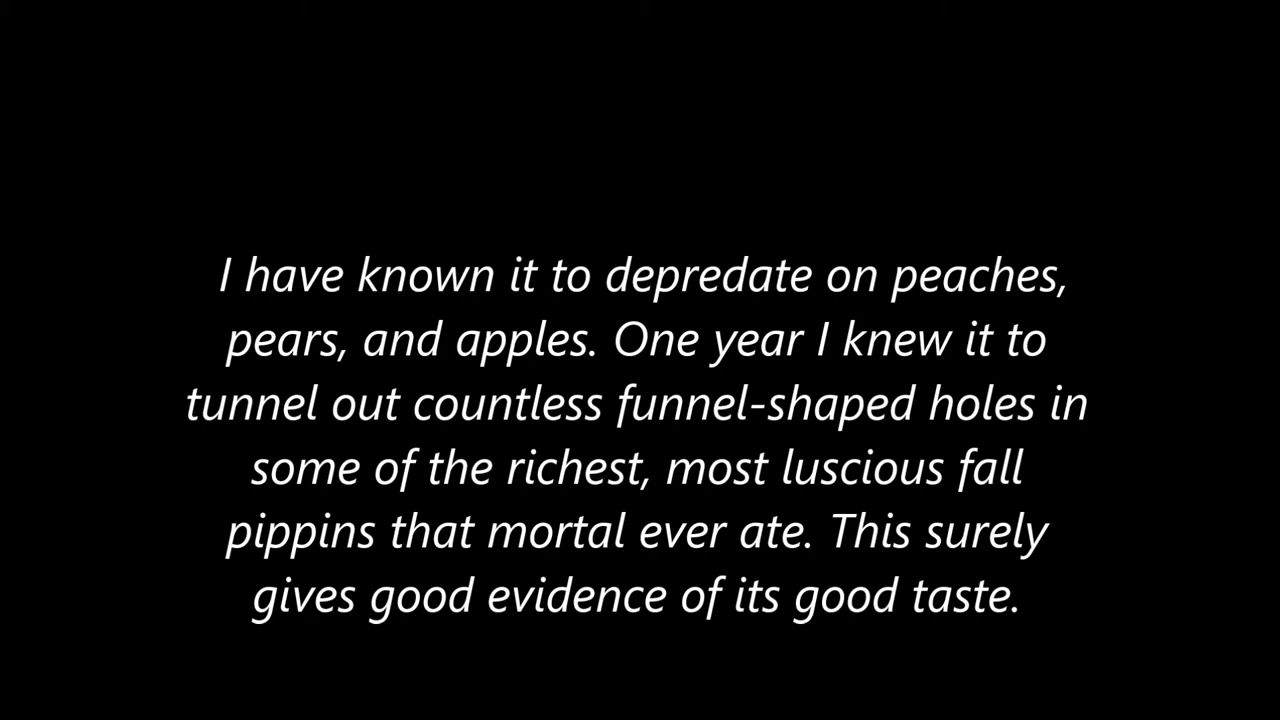 I have known it to depredate on peaches,
pears, and apples. One year I knew it to
tunnel out countless funnel-shaped holes in
some of the richest, most luscious fall
pippins that mortal ever ate. This surely
gives good evidence of its good taste.